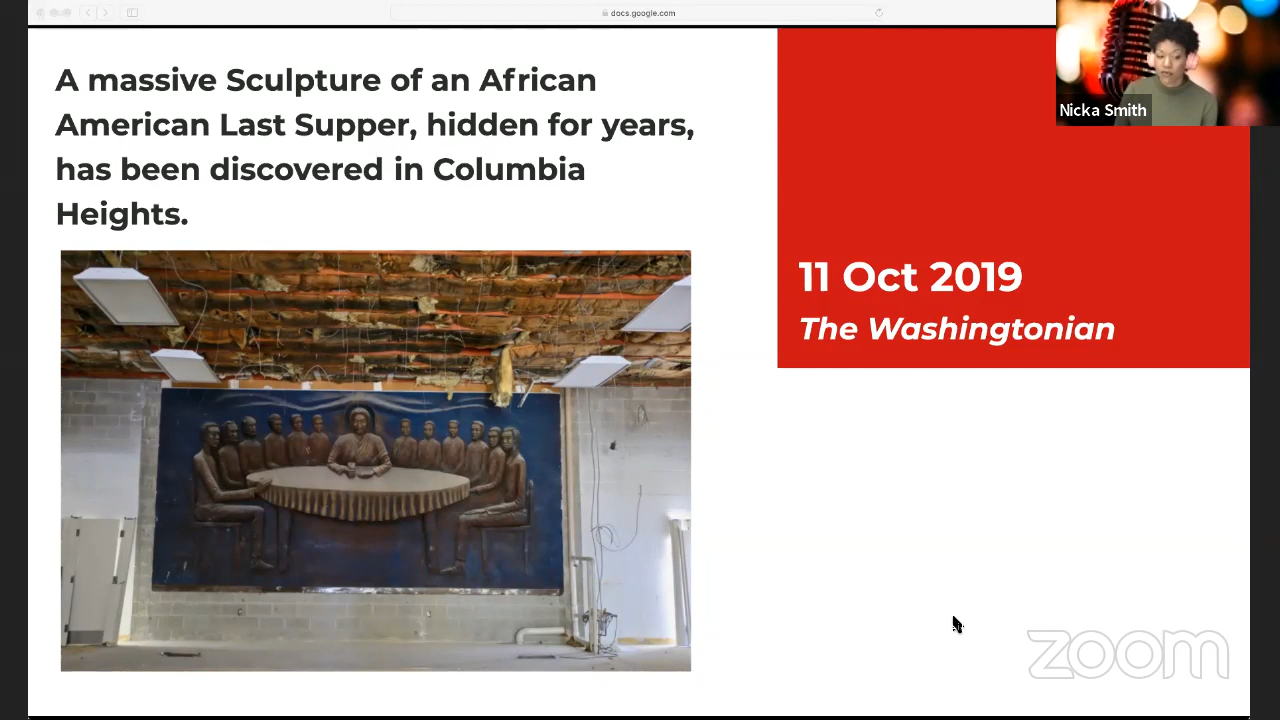 docs.google.com
A massive Sculpture of an African
American Last Supper, hidden for years,
has been discovered in Columbia
Heights.
11 Oct 2019
The Washingtonian
Nicka Smith
zoom